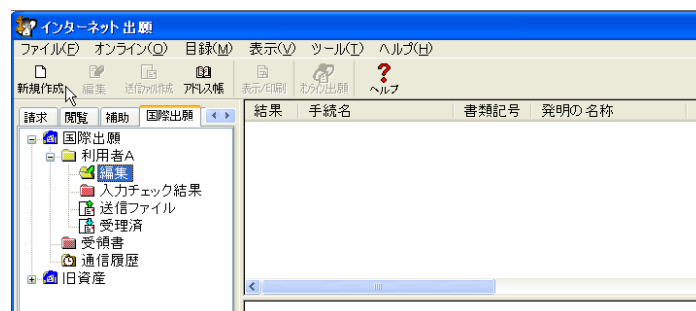 インターネット出願
ファイル(F) オンライン(O) 目録(M) 表示(V) ツール(T) ヘルプ(H)
新規作成 編集 送信ファイル作成 アドレス帳 表示/印刷 オンライン出願 ヘルプ
請求 閲覧 補助 国際出願
結果 手続名 書類記号 発明の名称
国際出願
利用者A
編集
入力チェック結果
送信ファイル
受理済
受領書
通信履歴
旧資産